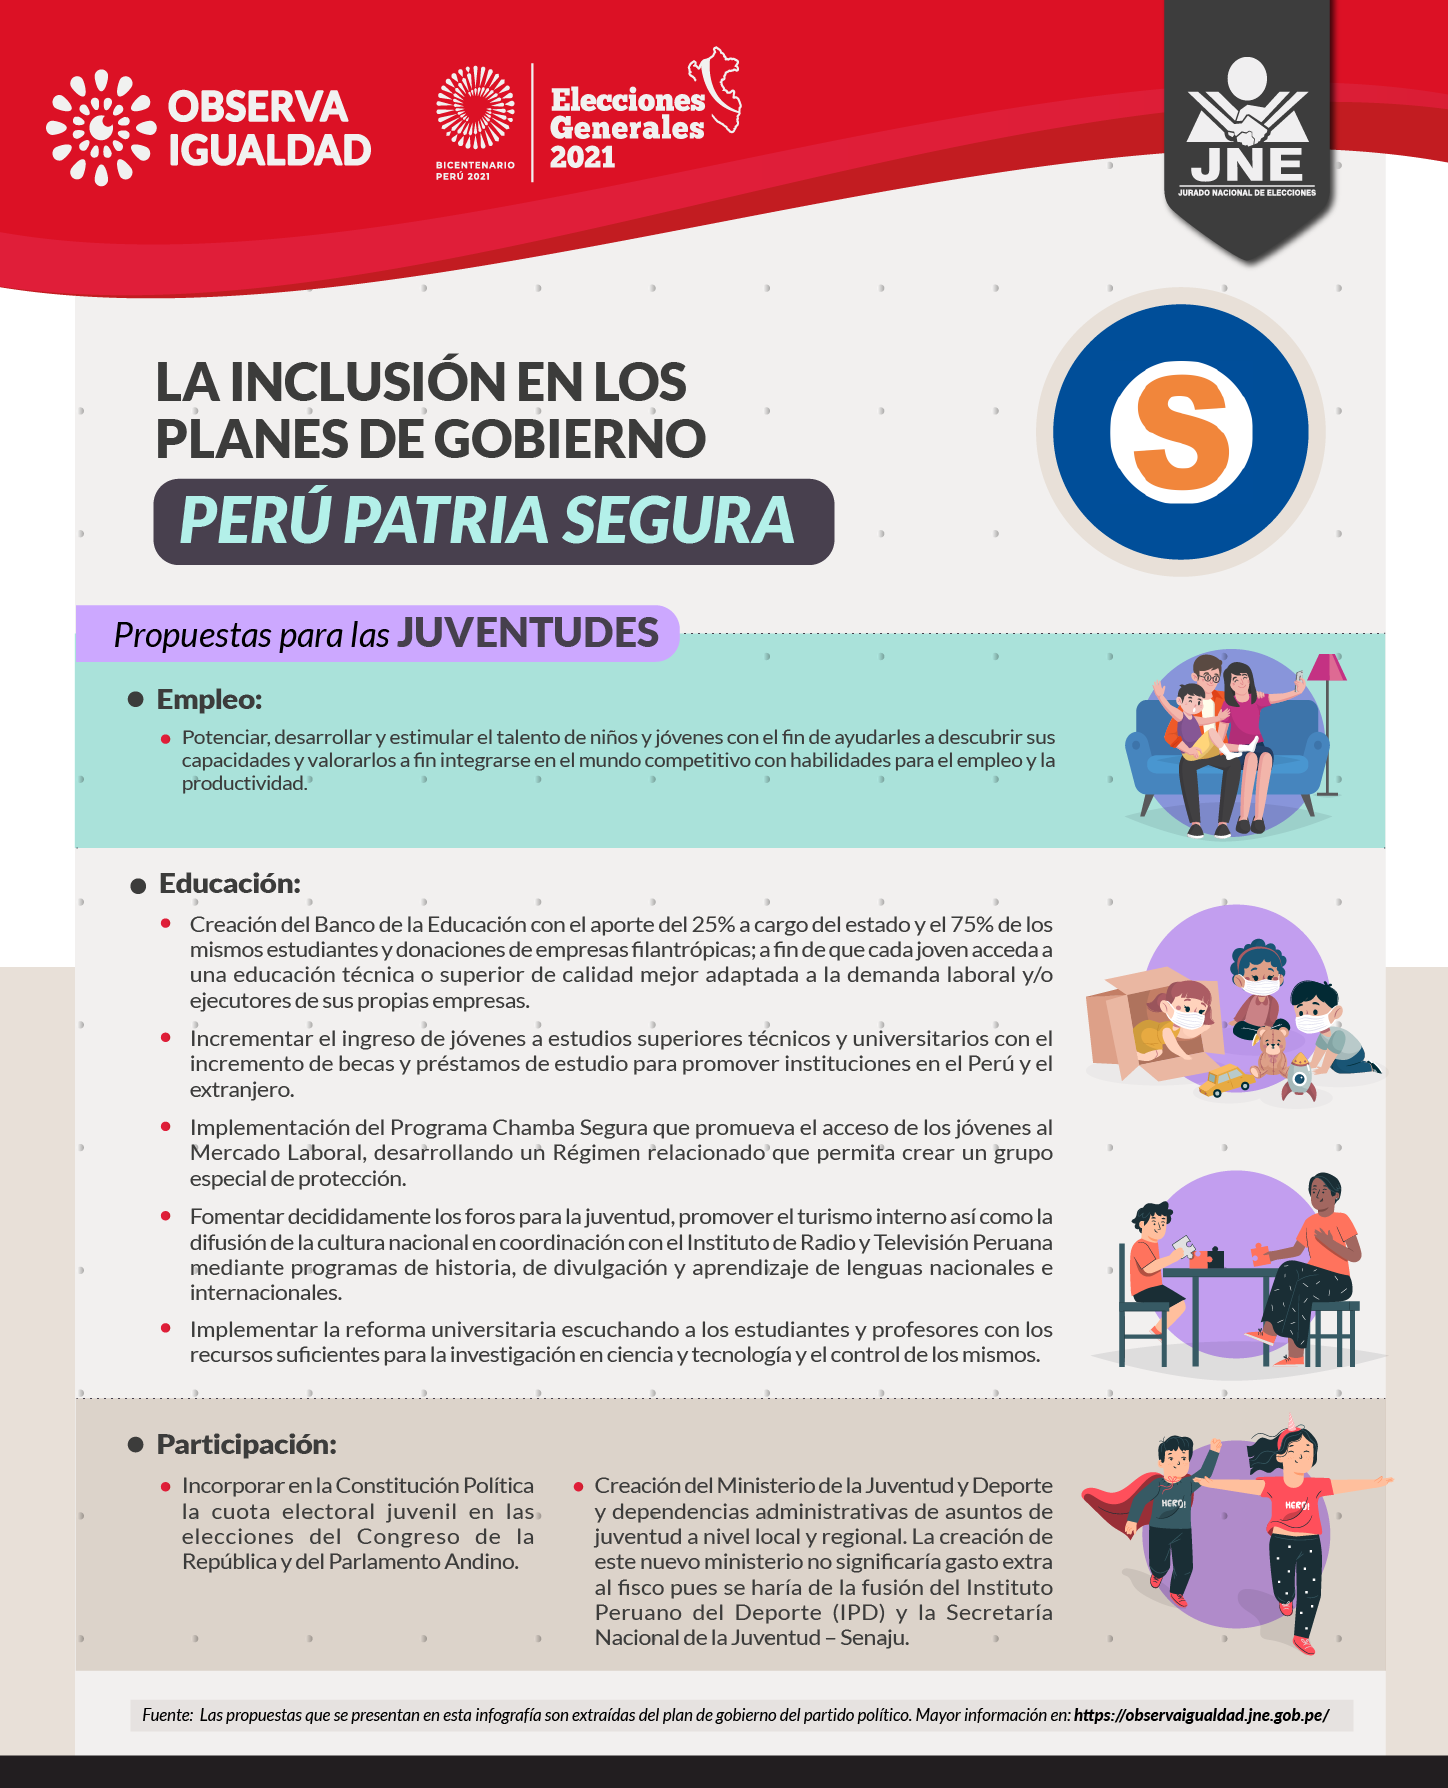 OBSERVA
IGUALDAD
BICENTENARIO
PERÚ 2021
Elecciones
Generales
2021
JNE
JURADO NACIONAL DE ELECCIONES
LA INCLUSIÓN EN LOS
PLANES DE GOBIERNO
PERÚ PATRIA SEGURA
S
Propuestas para las JUVENTUDES
Empleo:
Potenciar, desarrollar y estimular el talento de niños y jóvenes con el fin de ayudarles a descubrir sus
capacidades y valorarlos a fin integrarse en el mundo competitivo con habilidades para el empleo y la
productividad.
Educación:
Creación del Banco de la Educación con el aporte del 25% a cargo del estado y el 75% de los
mismos estudiantes y donaciones de empresas filantrópicas; a fin de que cada joven acceda a
una educación técnica o superior de calidad mejor adaptada a la demanda laboral y/o
ejecutores de sus propias empresas.
Incrementar el ingreso de jóvenes a estudios superiores técnicos y universitarios con el
incremento de becas y préstamos de estudio para promover instituciones en el Perú y el
extranjero.
Implementación del Programa Chamba Segura que promueva el acceso de los jóvenes al
Mercado Laboral, desarrollando un Régimen relacionado que permita crear un grupo
especial de protección.
Fomentar decididamente los foros para la juventud, promover el turismo interno así como la
difusión de la cultura nacional en coordinación con el Instituto de Radio y Televisión Peruana
mediante programas de historia, de divulgación y aprendizaje de lenguas nacionales e
internacionales.
Implementar la reforma universitaria escuchando a los estudiantes y profesores con los
recursos suficientes para la investigación en ciencia y tecnología y el control de los mismos.
Participación:
Incorporar en la Constitución Política
la cuota electoral juvenil en las
elecciones del Congreso de la
República y del Parlamento Andino.
Creación del Ministerio de la Juventud y Deporte
y dependencias administrativas de asuntos de
juventud a nivel local y regional. La creación de
este nuevo ministerio no significaría gasto extra
al fisco pues se haría de la fusión del Instituto
Peruano del Deporte (IPD) y la Secretaría
Nacional de la Juventud – Senaju.
HERO!
HERO!
Fuente: Las propuestas que se presentan en esta infografía son extraídas del plan de gobierno del partido político. Mayor información en: https://observaigualdad.jne.gob.pe/